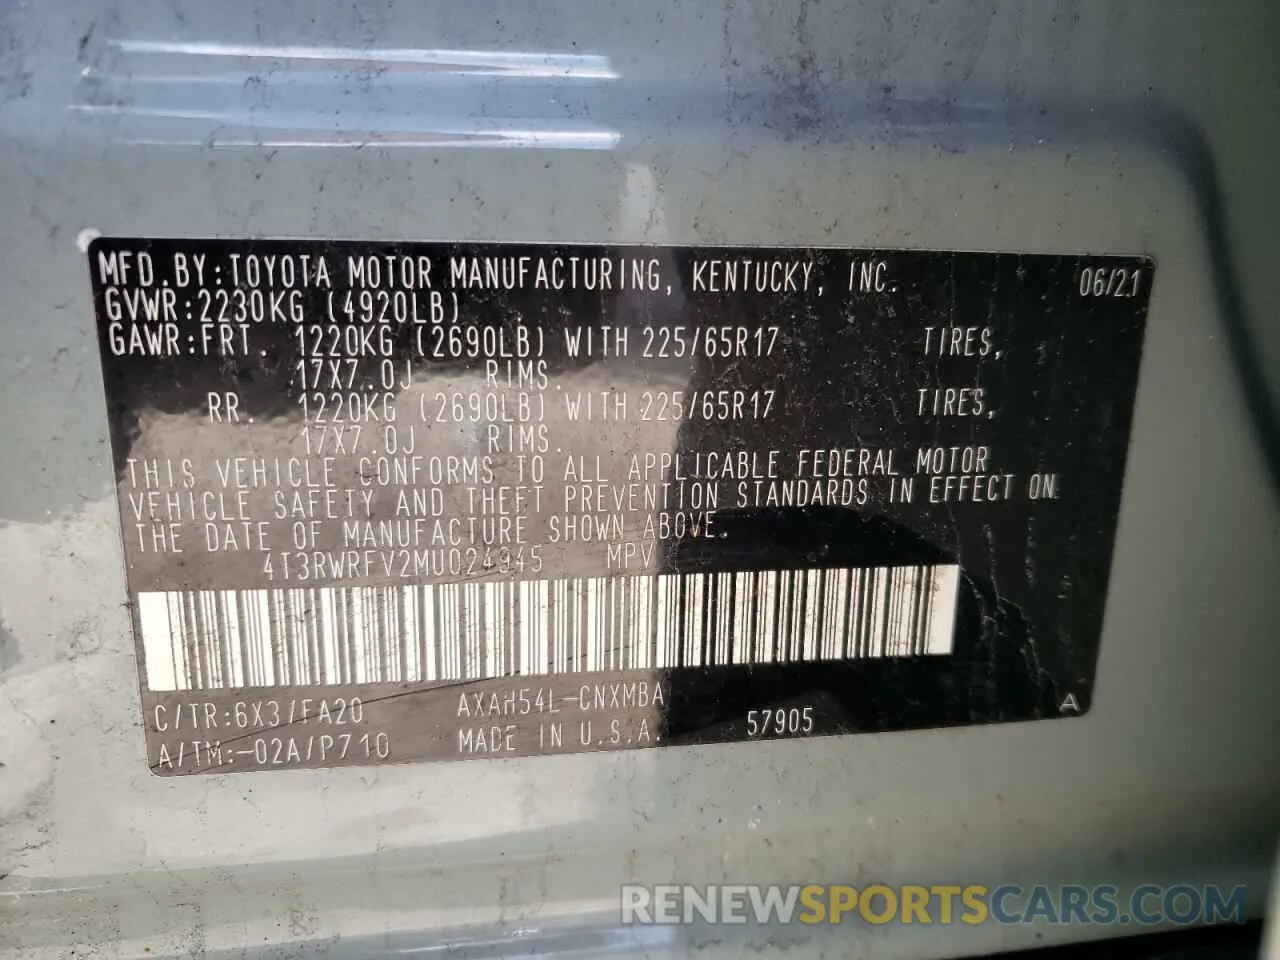 MFD.BY:TOYOTA MOTOR MANUFACTURING, KENTUCKY, INC. 06/21
GVWR:2230KG (4920LB)
GAWR:FRT. 1220KG (2690LB) WITH 225/65R17 TIRES,
17X7.0J RIMS.
RR. 1220KG (2690LB) WITH 225/65R17 TIRES,
17X7.0J RIMS.
THIS VEHICLE CONFORMS TO ALL APPLICABLE FEDERAL MOTOR
VEHICLE SAFETY AND THEFT PREVENTION STANDARDS IN EFFECT ON
THE DATE OF MANUFACTURE SHOWN ABOVE.
4T3RWRFV2MU024945 MPV
C/TR:6X3/FA20 AXAH54L-CNXMBA A
A/TM:-02A/P710 MADE IN U.S.A. 57905
RENEWSPORTSCARS.COM